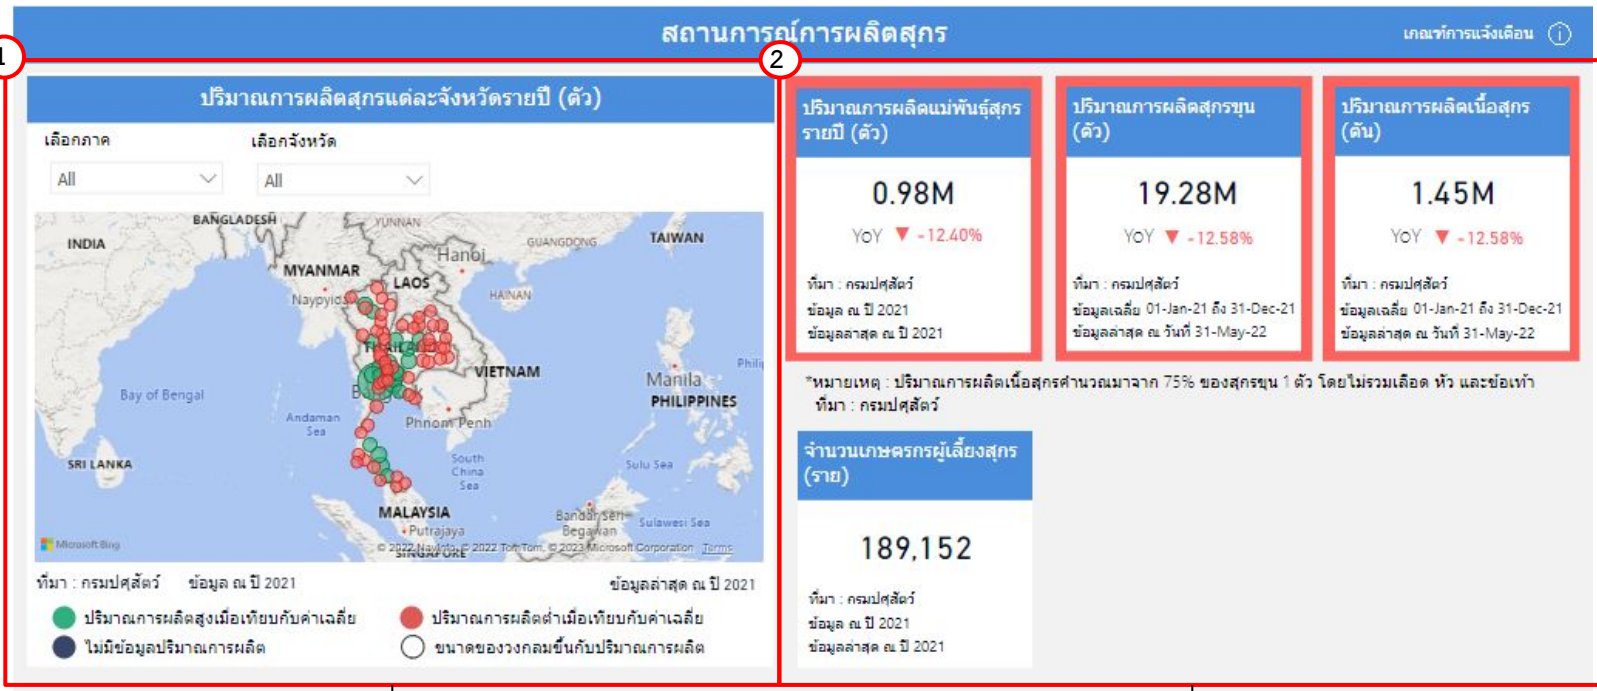 สถานการณ์การผลิตสุกร
เกณฑ์การแจ้งเตือน
1
2
ปริมาณการผลิตสุกรแต่ละจังหวัดรายปี (ตัว)
เลือกภาค
เลือกจังหวัด
All
All
BANGLADESH
YUNNAN
INDIA
GUANGDONG
TAIWAN
Hanoi
MYANMAR
LAOS
HAINAN
Naypyid
THAILAND
VIETNAM
Manila
Phili
Bay of Bengal
PHILIPPINES
Andaman
Sea
Phnom Penh
SRI LANKA
South
China
Sea
Sulu Sea
MALAYSIA
Putrajaya
Bandar Seri
Begawan
Sulawesi Sea
SINGAPORE
Microsoft Bing
© 2022 Navinfo, © 2022 TomTom, © 2023 Microsoft Corporation Terms
ที่มา : กรมปศุสัตว์ ข้อมูล ณ ปี 2021
ข้อมูลล่าสุด ณ ปี 2021
ปริมาณการผลิตสูงเมื่อเทียบกับค่าเฉลี่ย
ปริมาณการผลิตต่ำเมื่อเทียบกับค่าเฉลี่ย
ไม่มีข้อมูลปริมาณการผลิต
ขนาดของวงกลมขึ้นกับปริมาณการผลิต
ปริมาณการผลิตแม่พันธุ์สุกร
รายปี (ตัว)
0.98M
YoY ▼ -12.40%
ที่มา : กรมปศุสัตว์
ข้อมูล ณ ปี 2021
ข้อมูลล่าสุด ณ ปี 2021
ปริมาณการผลิตสุกรขุน
(ตัว)
19.28M
YoY ▼ -12.58%
ที่มา : กรมปศุสัตว์
ข้อมูลเฉลี่ย 01-Jan-21 ถึง 31-Dec-21
ข้อมูลล่าสุด ณ วันที่ 31-May-22
ปริมาณการผลิตเนื้อสุกร
(ตัน)
1.45M
YoY ▼ -12.58%
ที่มา : กรมปศุสัตว์
ข้อมูลเฉลี่ย 01-Jan-21 ถึง 31-Dec-21
ข้อมูลล่าสุด ณ วันที่ 31-May-22
*หมายเหตุ : ปริมาณการผลิตเนื้อสุกรคำนวณมาจาก 75% ของสุกรขุน 1 ตัว โดยไม่รวมเลือด หัว และข้อเท้า
ที่มา : กรมปศุสัตว์
จำนวนเกษตรกรผู้เลี้ยงสุกร
(ราย)
189,152
ที่มา : กรมปศุสัตว์
ข้อมูล ณ ปี 2021
ข้อมูลล่าสุด ณ ปี 2021